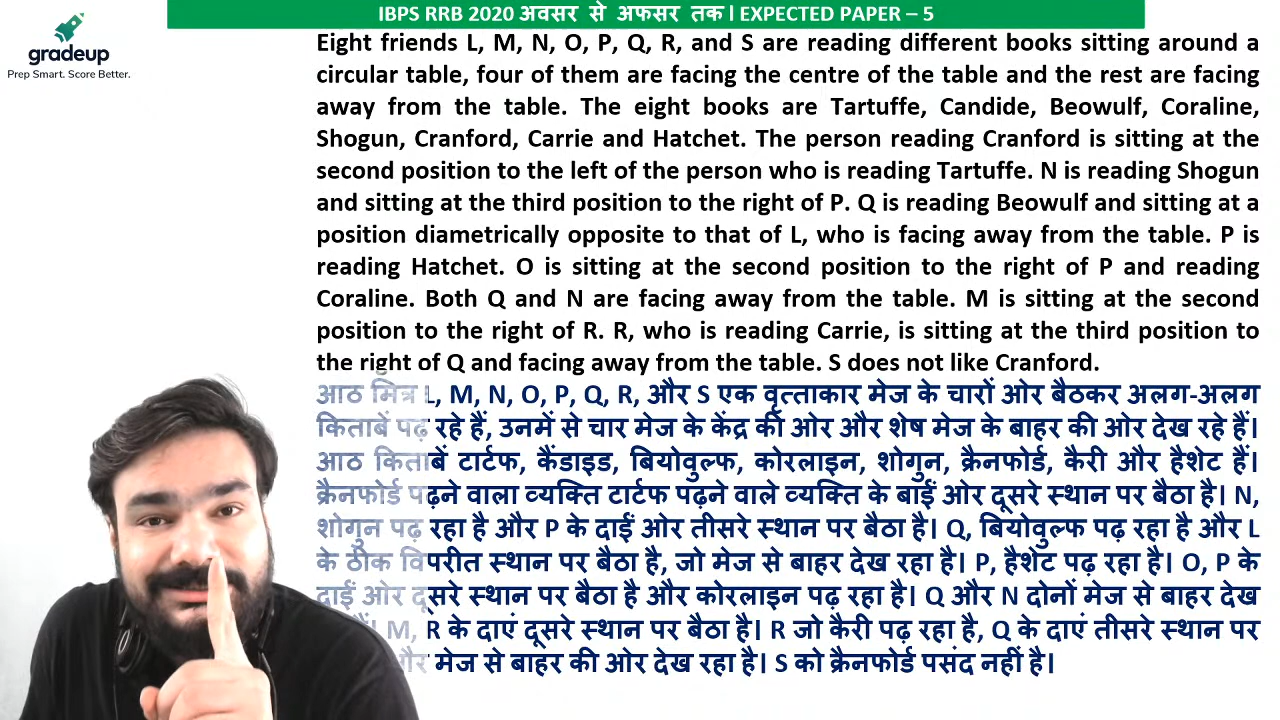 IBPS RRB 2020 अवसर से अफसर तक। EXPECTED PAPER – 5
gradeup
Prep Smart. Score Better.
Eight friends L, M, N, O, P, Q, R, and S are reading different books sitting around a
circular table, four of them are facing the centre of the table and the rest are facing
away from the table. The eight books are Tartuffe, Candide, Beowulf, Coraline,
Shogun, Cranford, Carrie and Hatchet. The person reading Cranford is sitting at the
second position to the left of the person who is reading Tartuffe. N is reading Shogun
and sitting at the third position to the right of P. Q is reading Beowulf and sitting at a
position diametrically opposite to that of L, who is facing away from the table. P is
reading Hatchet. O is sitting at the second position to the right of P and reading
Coraline. Both Q and N are facing away from the table. M is sitting at the second
position to the right of R. R, who is reading Carrie, is sitting at the third position to
the right of Q and facing away from the table. S does not like Cranford.
आठ मित्र L, M, N, O, P, Q, R, और S एक वृत्ताकार मेज के चारों ओर बैठकर अलग-अलग
किताबें पढ़ रहे हैं, उनमें से चार मेज के केंद्र की ओर और शेष मेज के बाहर की ओर देख रहे हैं।
आठ किताबें टार्टफ, कैंडाइड, बियोवुल्फ, कोरलाइन, शोगुन, क्रैनफोर्ड, कैरी और हैशेट हैं।
क्रैनफोर्ड पढ़ने वाला व्यक्ति टार्टफ पढ़ने वाले व्यक्ति के बाईं ओर दूसरे स्थान पर बैठा है। N,
शोगुन पढ़ रहा है और P के दाईं ओर तीसरे स्थान पर बैठा है। Q, बियोवुल्फ पढ़ रहा है और L
के ठीक विपरीत स्थान पर बैठा है, जो मेज से बाहर देख रहा है। P, हैशेट पढ़ रहा है। O, P के
दाईं ओर दूसरे स्थान पर बैठा है और कोरलाइन पढ़ रहा है। Q और N दोनों मेज से बाहर देख
M, R के दाएं दूसरे स्थान पर बैठा है। R जो कैरी पढ़ रहा है, Q के दाएं तीसरे स्थान पर
मेज से बाहर की ओर देख रहा है। S को क्रैनफोर्ड पसंद नहीं है।